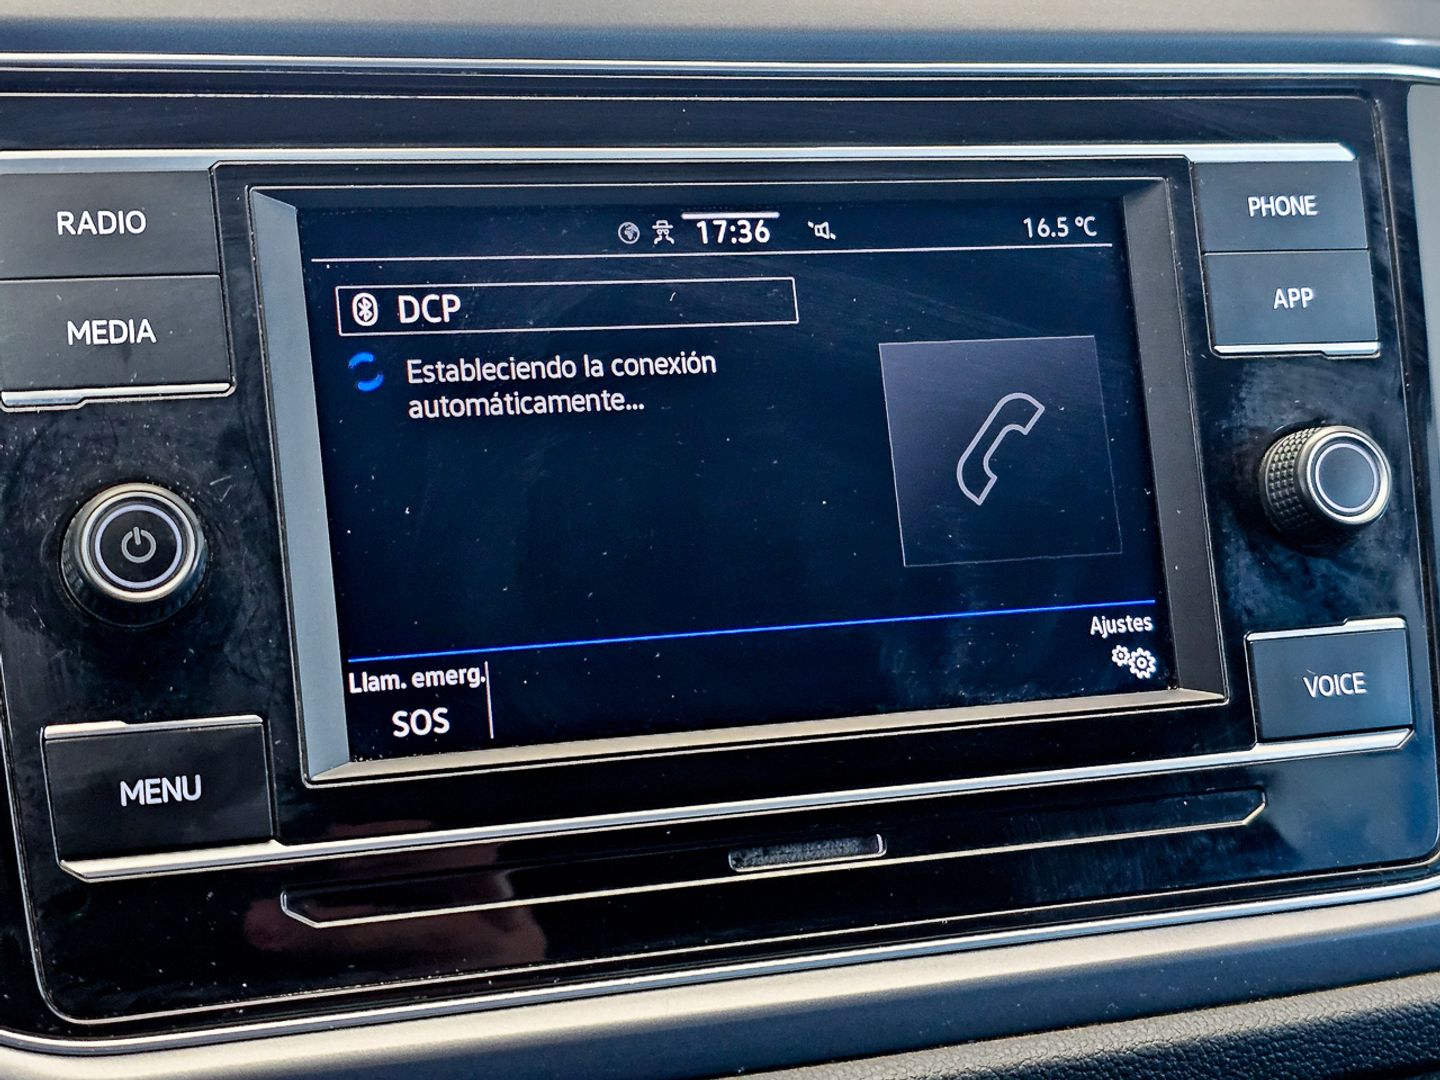 RADIO
MEDIA
MENU
17:36
16.5 °C
DCP
Estableciendo la conexión
automáticamente...
Ajustes
Llam. emerg.
SOS
PHONE
APP
VOICE